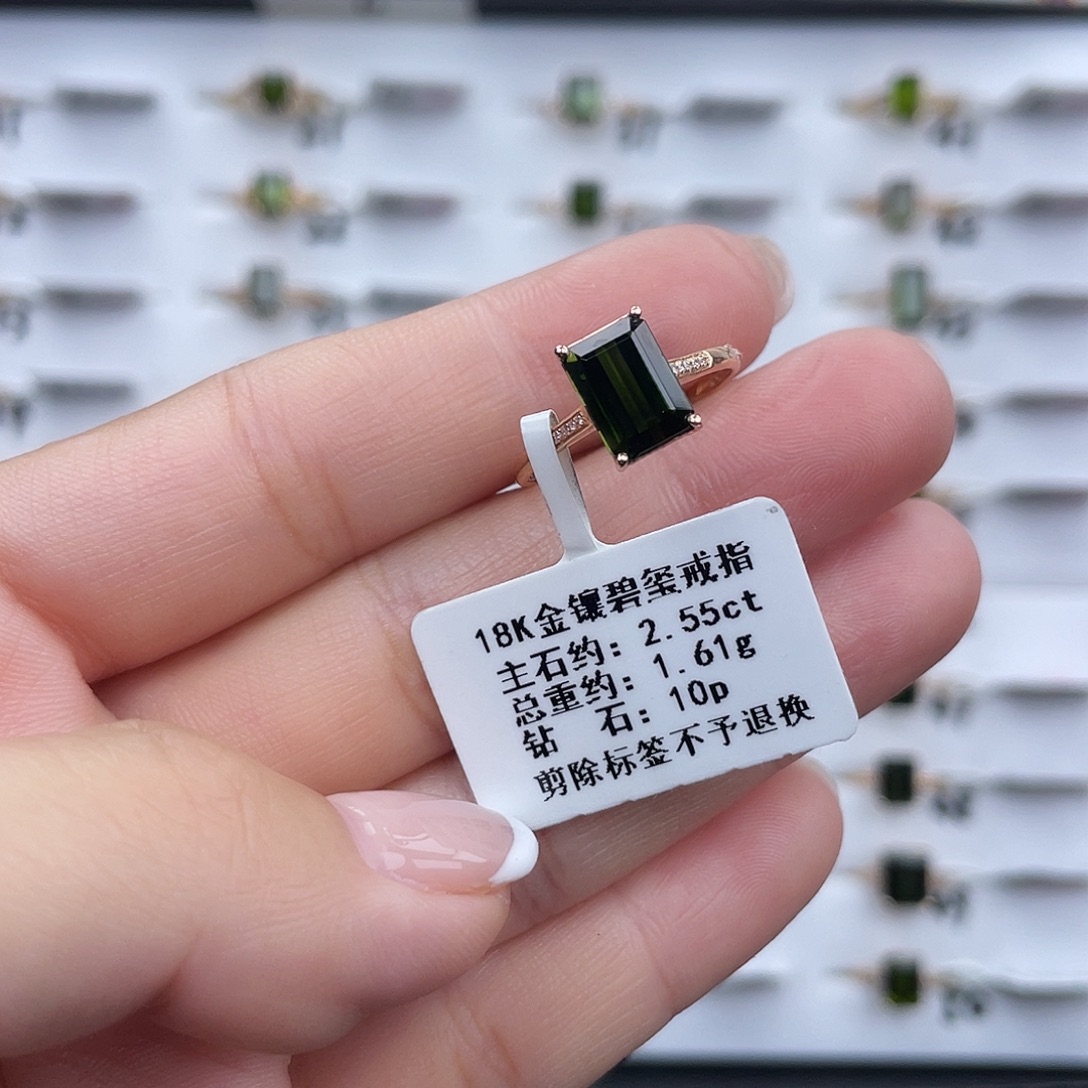 18K金镶碧玺戒指
主石约：2.55ct
总重约：1.61g
钻　石：10p
剪除标签不予退换